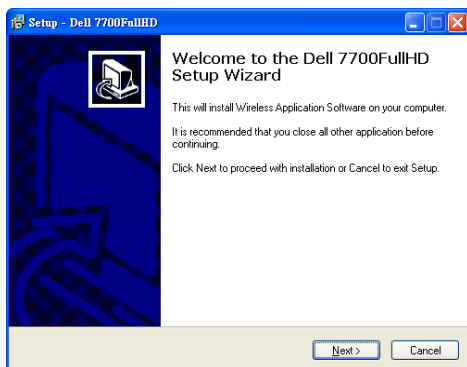 Setup - Dell 7700FullHD
Welcome to the Dell 7700FullHD
Setup Wizard
This will install Wireless Application Software on your computer.
It is recommended that you close all other application before
continuing.
Click Next to proceed with installation or Cancel to exit Setup.
Next >
Cancel